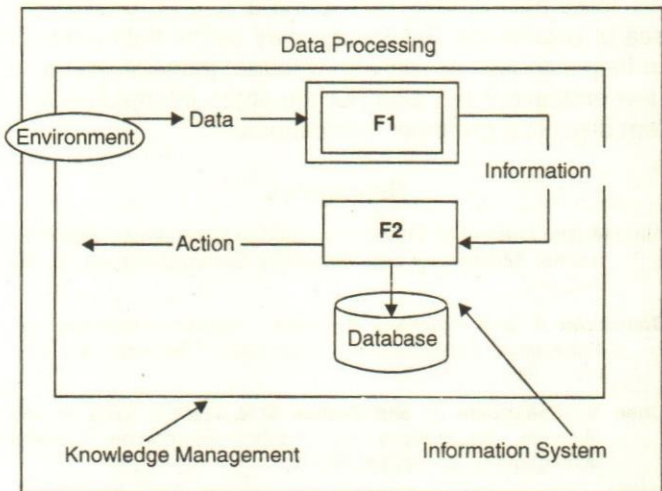 Data Processing
Environment
Data
F1
Information
F2
Action
Database
Knowledge Management
Information System